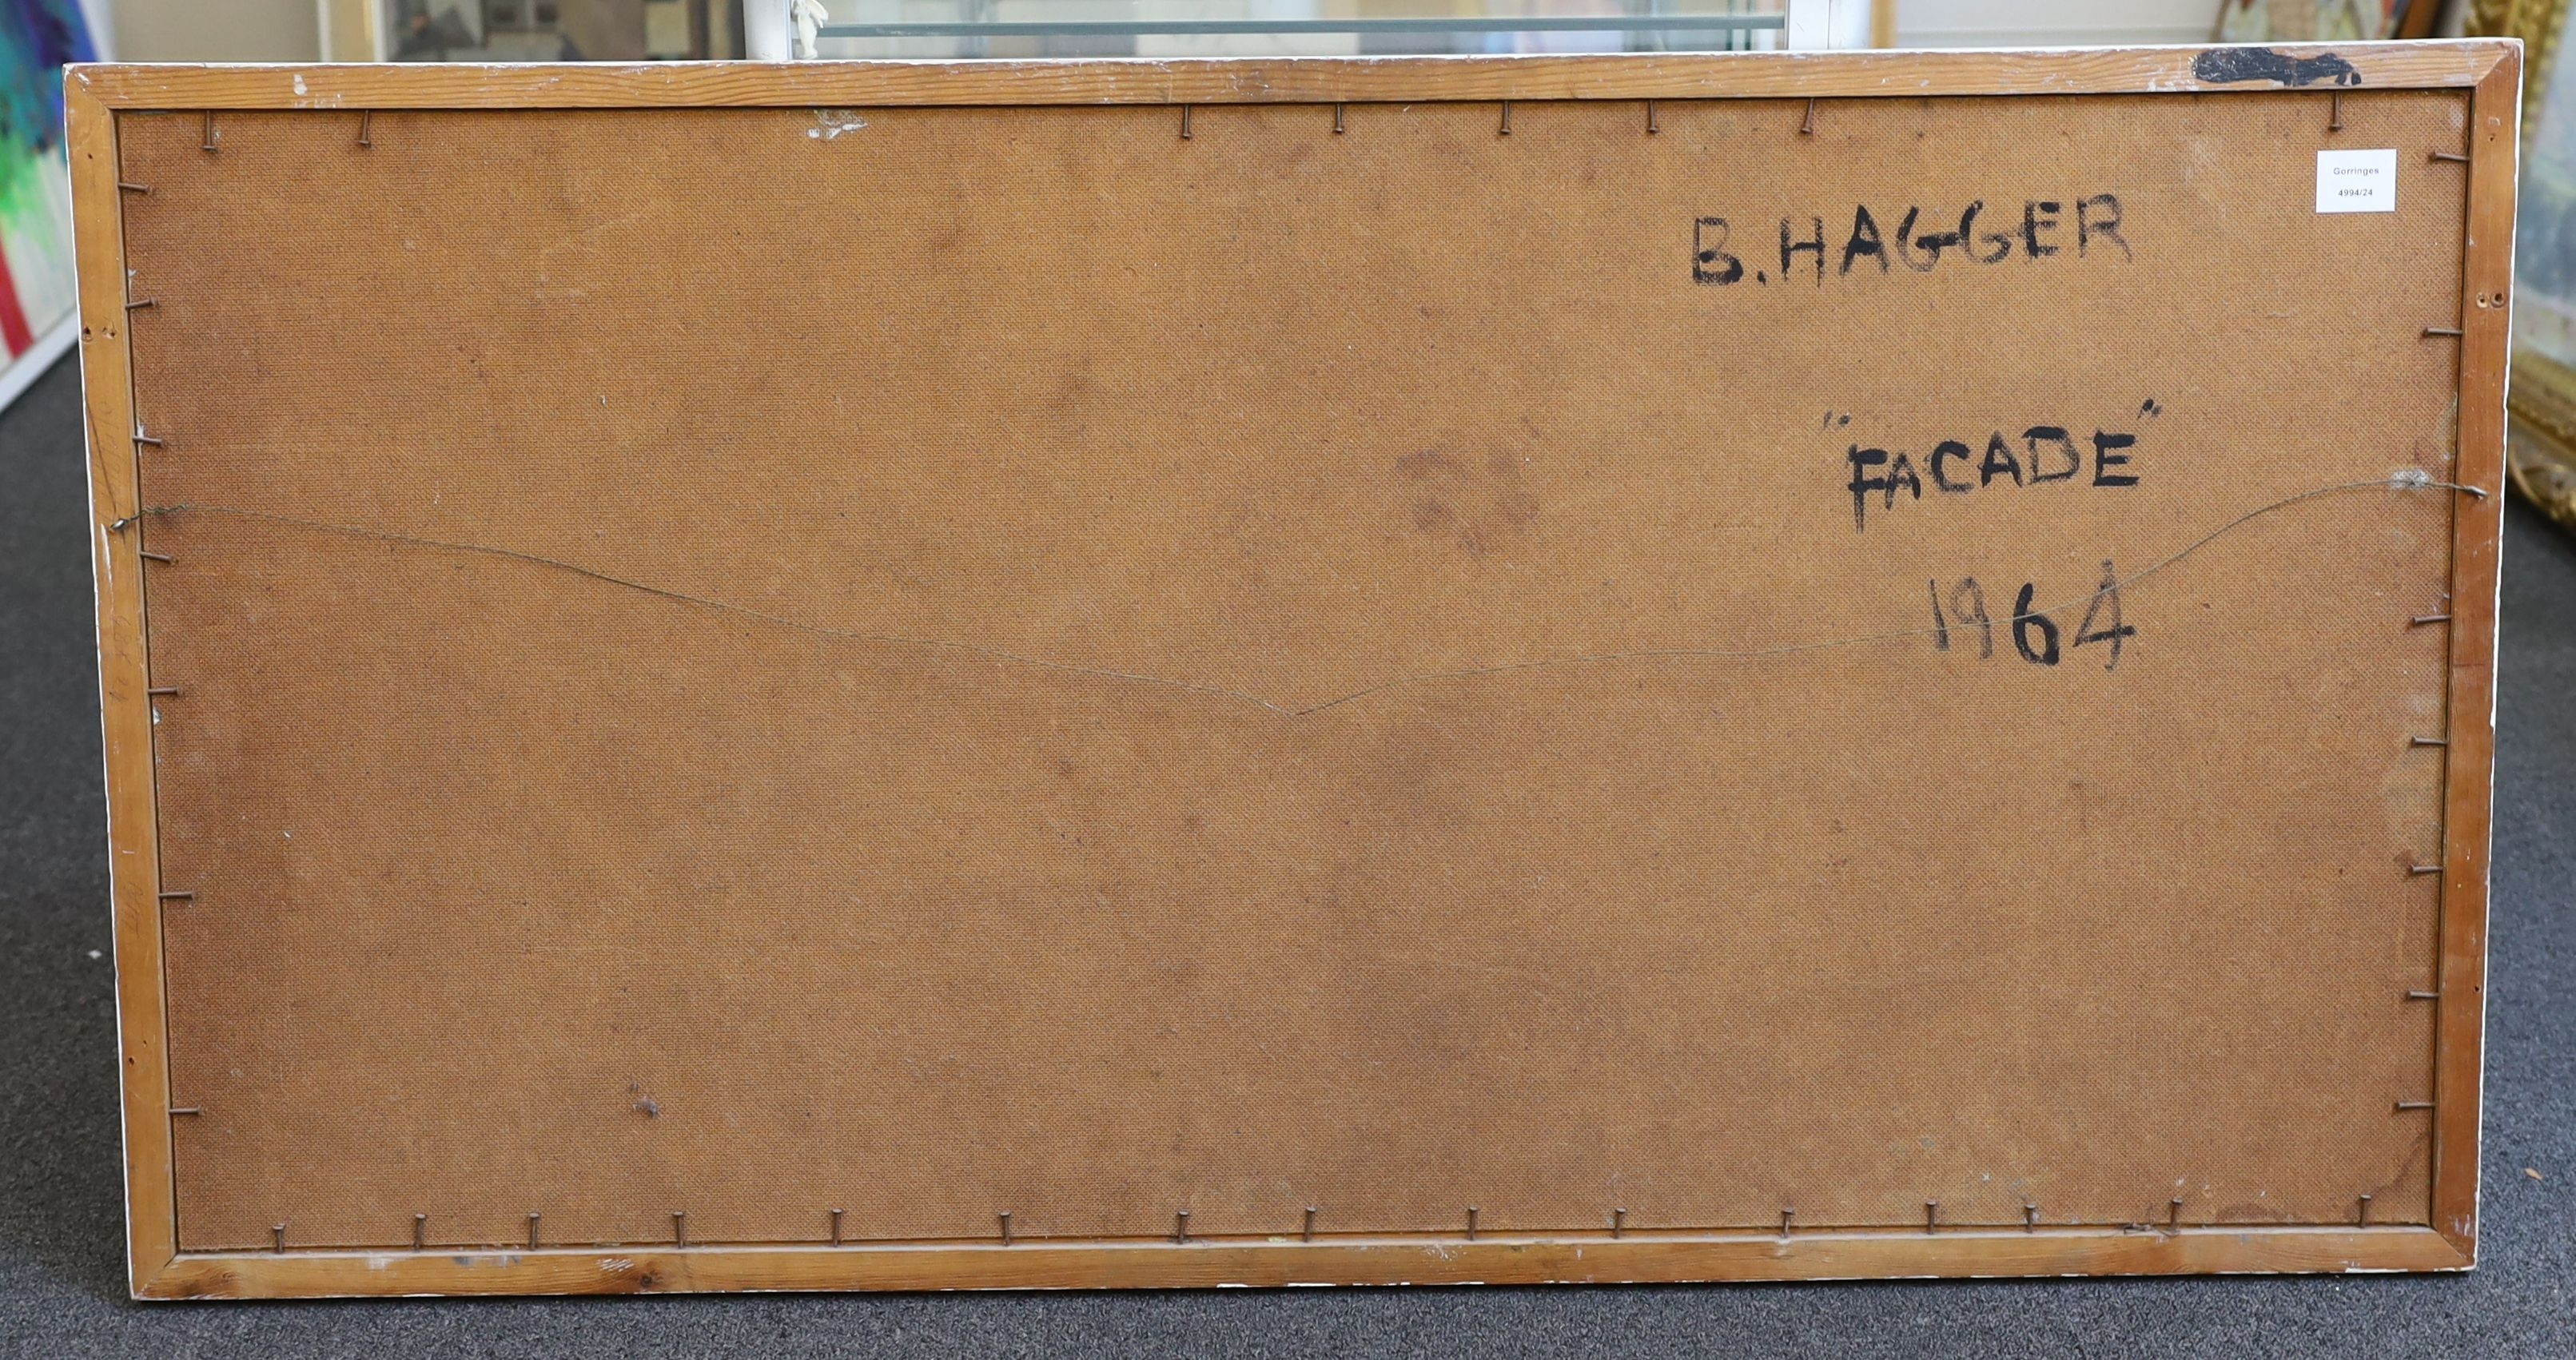 Gorringes
4994/24
B. HAGGER
"FACADE"
1964